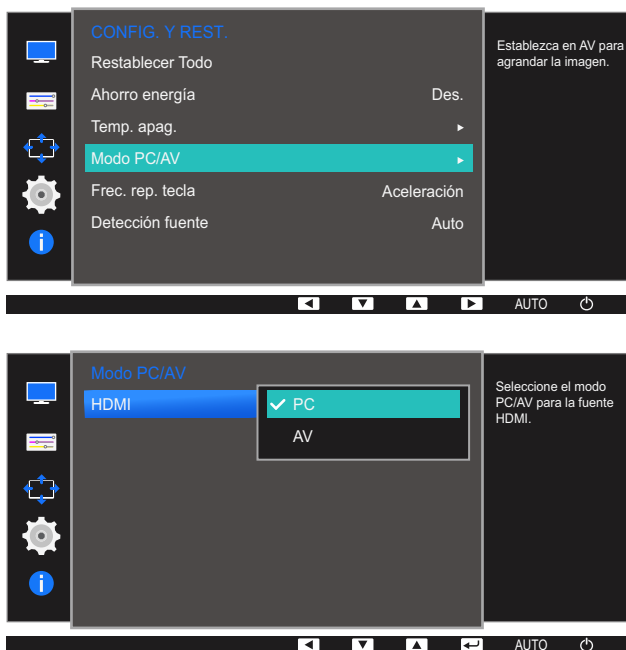 CONFIG. Y REST.
Restablecer Todo
Ahorro energía Des.
Temp. apag.
Modo PC/AV
Frec. rep. tecla Aceleración
Detección fuente Auto
Establezca en AV para
agrandar la imagen.
AUTO
Modo PC/AV
HDMI
PC
AV
Seleccione el modo
PC/AV para la fuente
HDMI.
AUTO